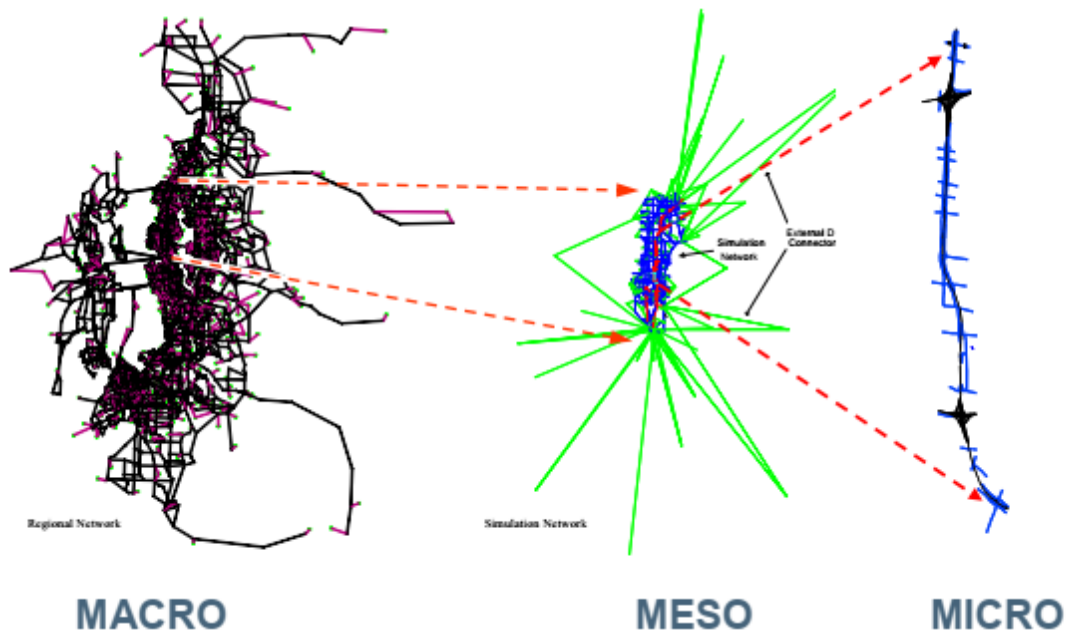 Simulation
Network
External D
Connector
Regional Network
Simulation Network
MACRO
MESO
MICRO